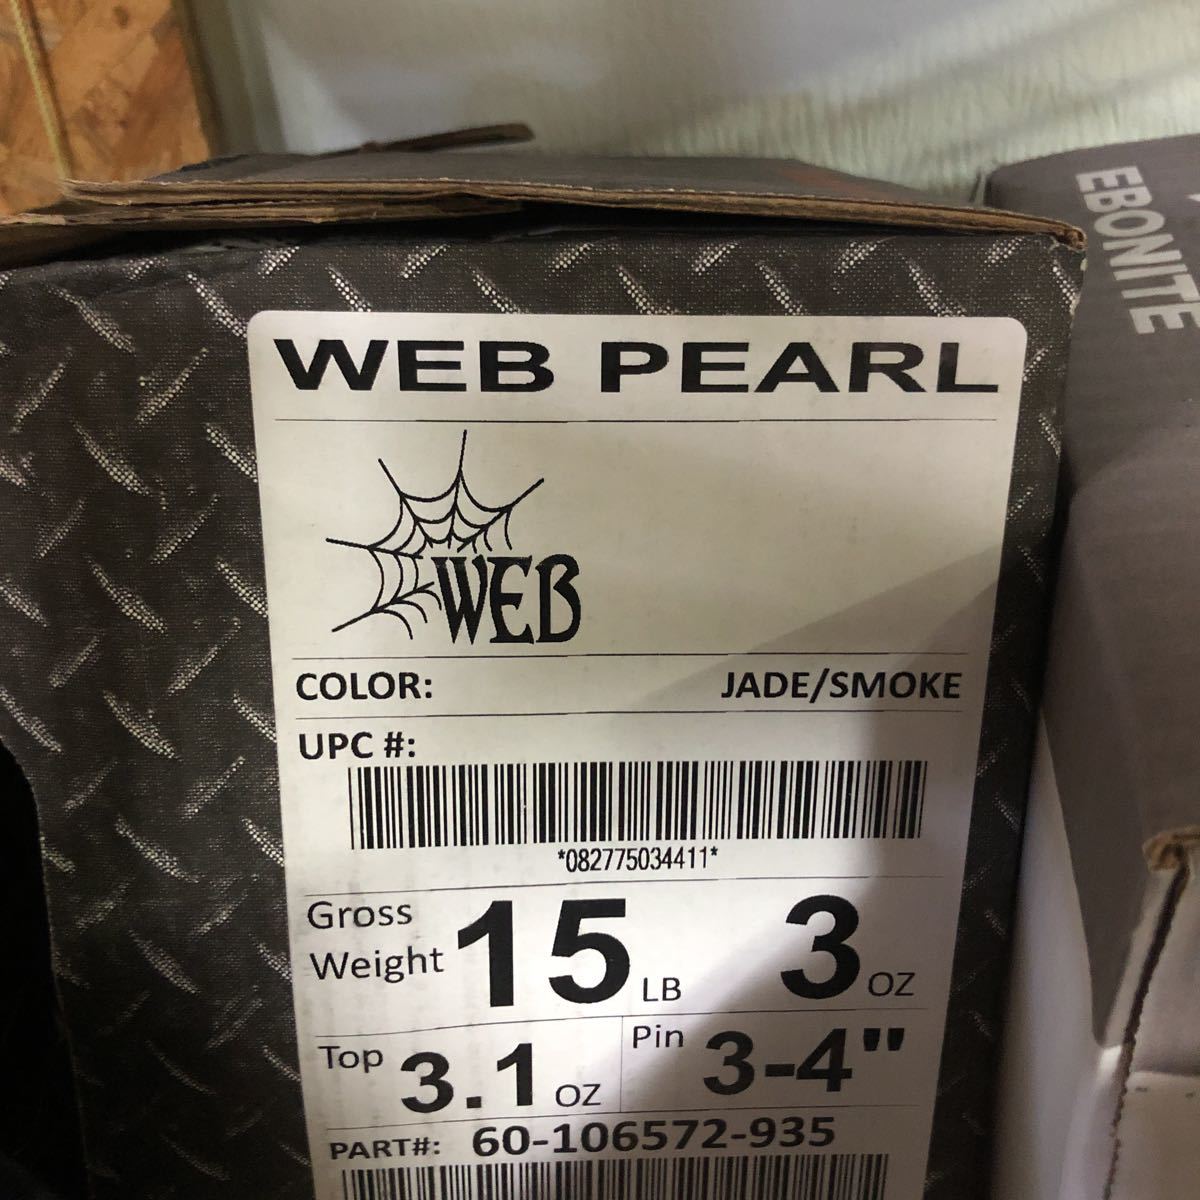 EBONITE
WEB PEARL
WEB
COLOR: JADE/SMOKE
UPC #:
*082775034411*
Gross Weight 15 LB 3 OZ
Top 3.1 OZ Pin 3-4"
PART#: 60-106572-935